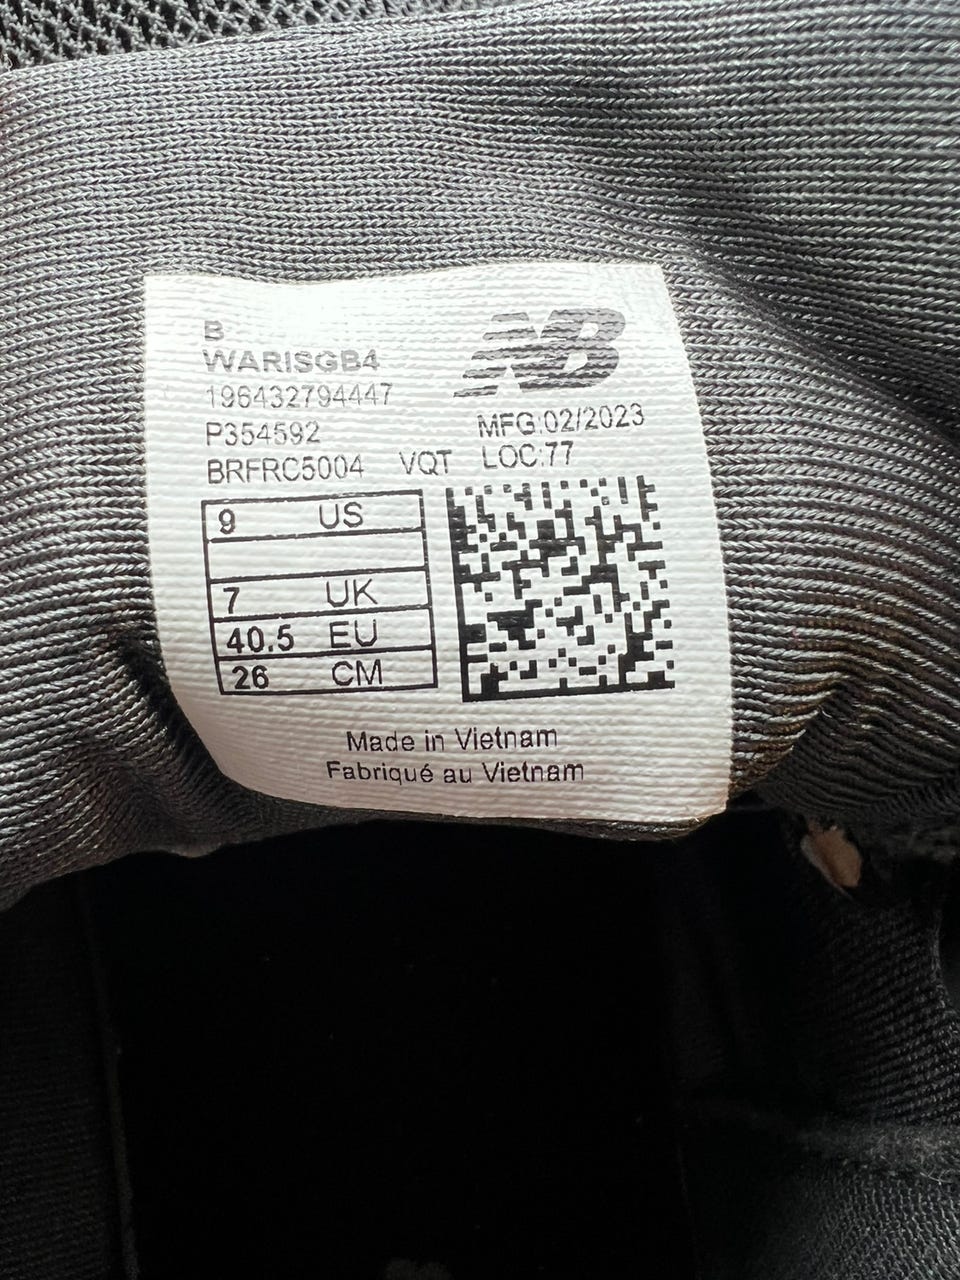 B
WARISGB4
196432794447
P354592
BRFRC5004 VQT
NB
MFG:02/2023
LOC:77
9 US
7 UK
40.5 EU
26 CM
Made in Vietnam
Fabriqué au Vietnam